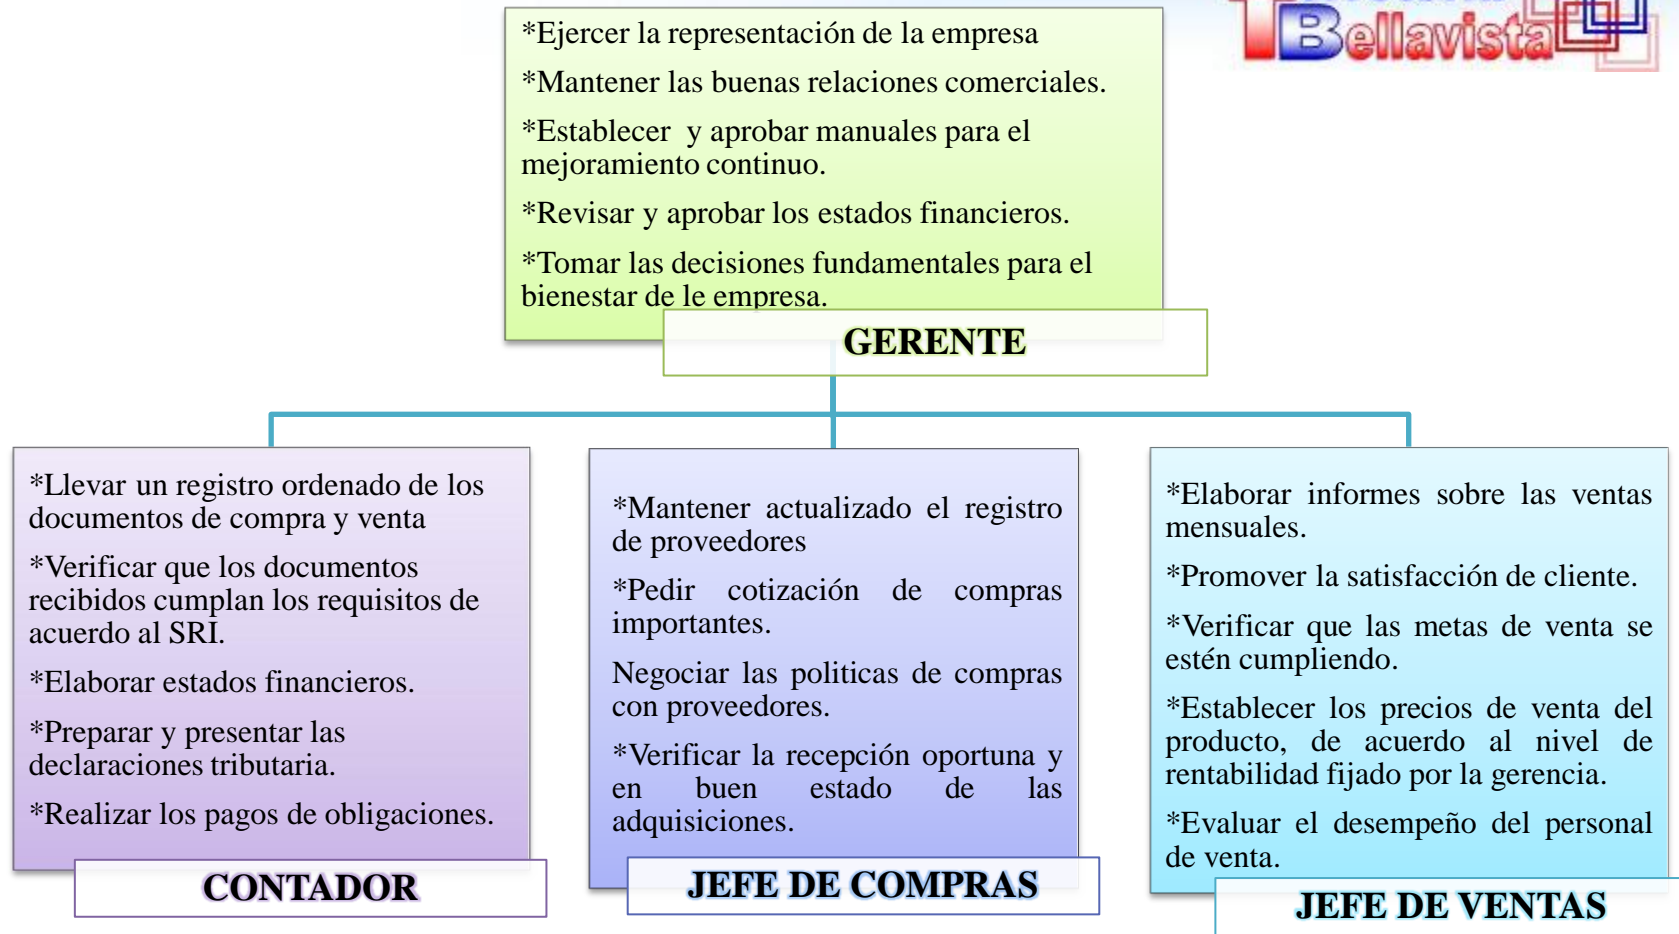 Bellavista
*Ejercer la representación de la empresa
*Mantener las buenas relaciones comerciales.
*Establecer y aprobar manuales para el
mejoramiento continuo.
*Revisar y aprobar los estados financieros.
*Tomar las decisiones fundamentales para el
bienestar de le empresa.
GERENTE
*Llevar un registro ordenado de los
documentos de compra y venta
*Verificar que los documentos
recibidos cumplan los requisitos de
acuerdo al SRI.
*Elaborar estados financieros.
*Preparar y presentar las
declaraciones tributaria.
*Realizar los pagos de obligaciones.
CONTADOR
*Mantener actualizado el registro
de proveedores
*Pedir cotización de compras
importantes.
Negociar las politicas de compras
con proveedores.
*Verificar la recepción oportuna y
en buen estado de las
adquisiciones.
JEFE DE COMPRAS
*Elaborar informes sobre las ventas
mensuales.
*Promover la satisfacción de cliente.
*Verificar que las metas de venta se
estén cumpliendo.
*Establecer los precios de venta del
producto, de acuerdo al nivel de
rentabilidad fijado por la gerencia.
*Evaluar el desempeño del personal
de venta.
JEFE DE VENTAS